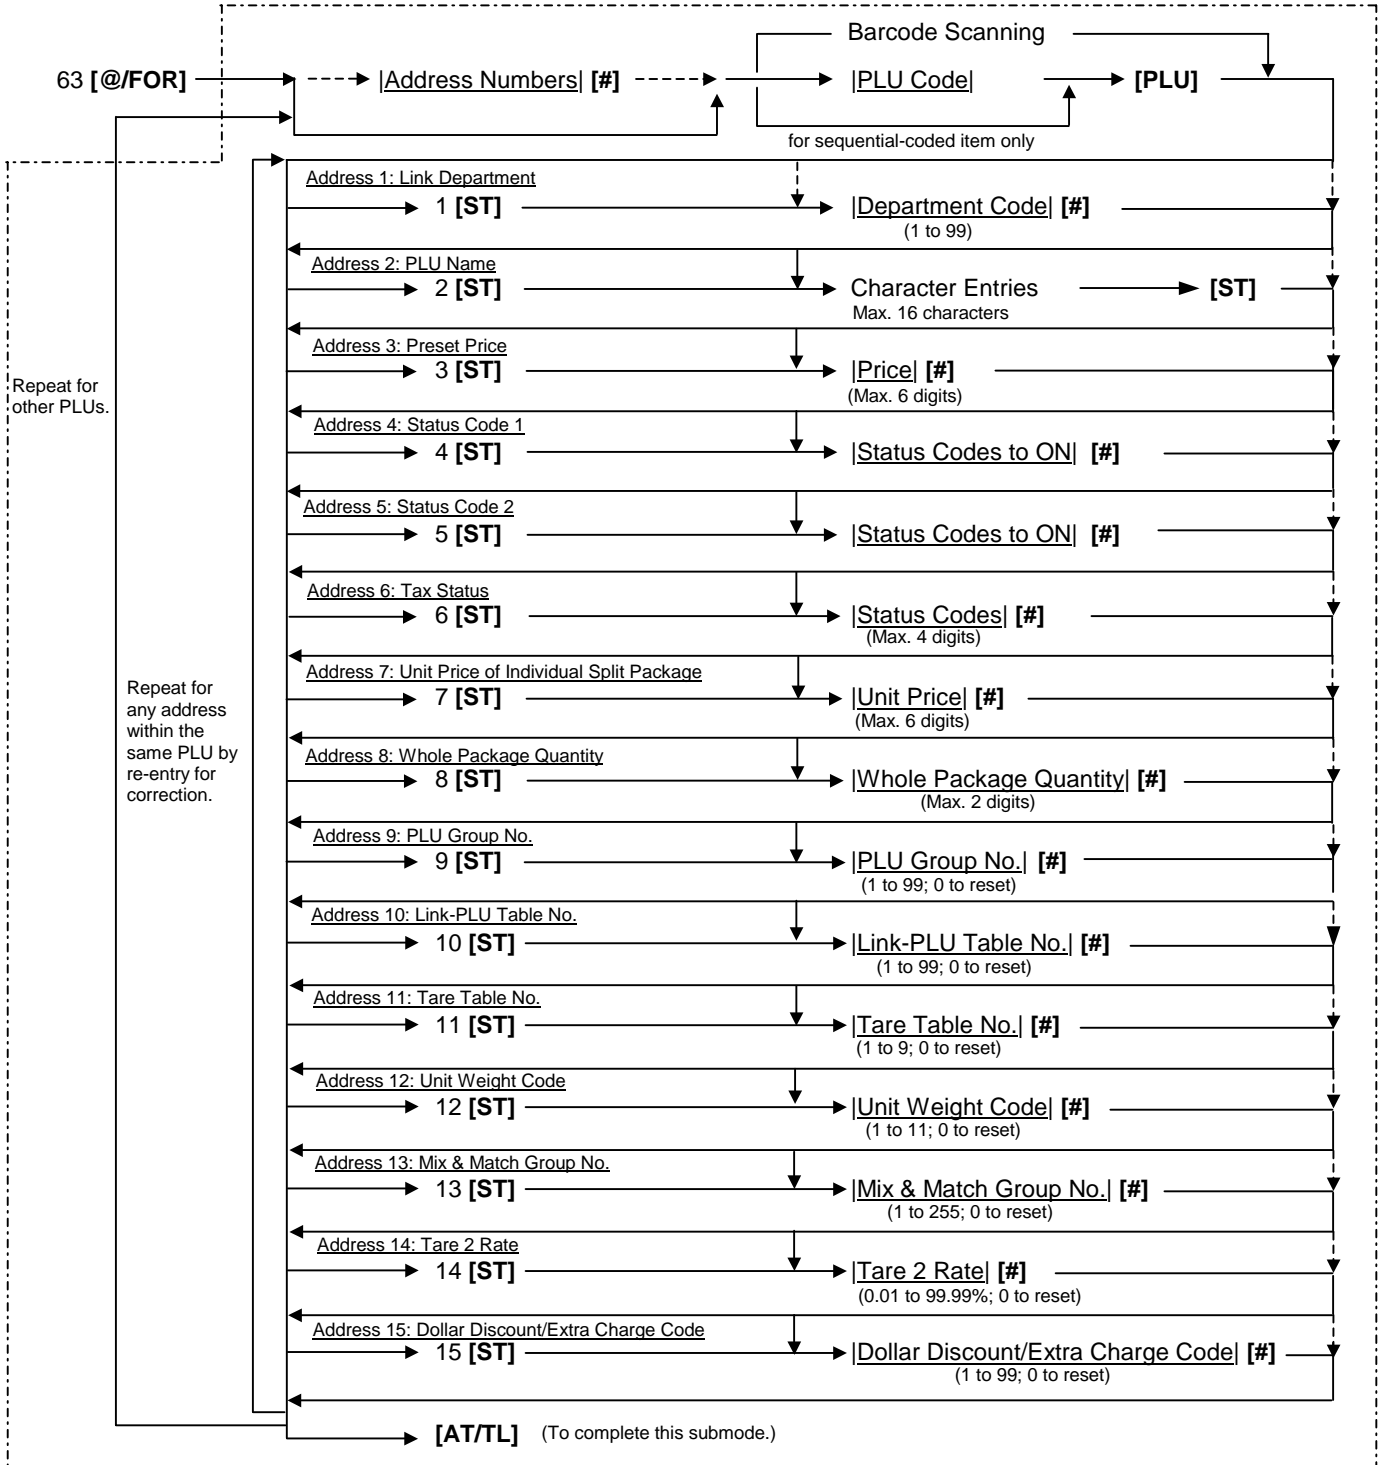 Barcode Scanning
63 [@/FOR] |Address Numbers| [#] |PLU Code| [PLU]
for sequential-coded item only
Address 1: Link Department
1 [ST] |Department Code| [#]
(1 to 99)
Address 2: PLU Name
2 [ST] Character Entries [ST]
Max. 16 characters
Address 3: Preset Price
3 [ST] |Price| [#]
(Max. 6 digits)
Repeat for
other PLUs.
Address 4: Status Code 1
4 [ST] |Status Codes to ON| [#]
Address 5: Status Code 2
5 [ST] |Status Codes to ON| [#]
Address 6: Tax Status
6 [ST] |Status Codes| [#]
(Max. 4 digits)
Address 7: Unit Price of Individual Split Package
7 [ST] |Unit Price| [#]
(Max. 6 digits)
Repeat for
any address
within the
same PLU by
re-entry for
correction.
Address 8: Whole Package Quantity
8 [ST] |Whole Package Quantity| [#]
(Max. 2 digits)
Address 9: PLU Group No.
9 [ST] |PLU Group No.| [#]
(1 to 99; 0 to reset)
Address 10: Link-PLU Table No.
10 [ST] |Link-PLU Table No.| [#]
(1 to 99; 0 to reset)
Address 11: Tare Table No.
11 [ST] |Tare Table No.| [#]
(1 to 9; 0 to reset)
Address 12: Unit Weight Code
12 [ST] |Unit Weight Code| [#]
(1 to 11; 0 to reset)
Address 13: Mix & Match Group No.
13 [ST] |Mix & Match Group No.| [#]
(1 to 255; 0 to reset)
Address 14: Tare 2 Rate
14 [ST] |Tare 2 Rate| [#]
(0.01 to 99.99%; 0 to reset)
Address 15: Dollar Discount/Extra Charge Code
15 [ST] |Dollar Discount/Extra Charge Code| [#]
(1 to 99; 0 to reset)
[AT/TL] (To complete this submode.)